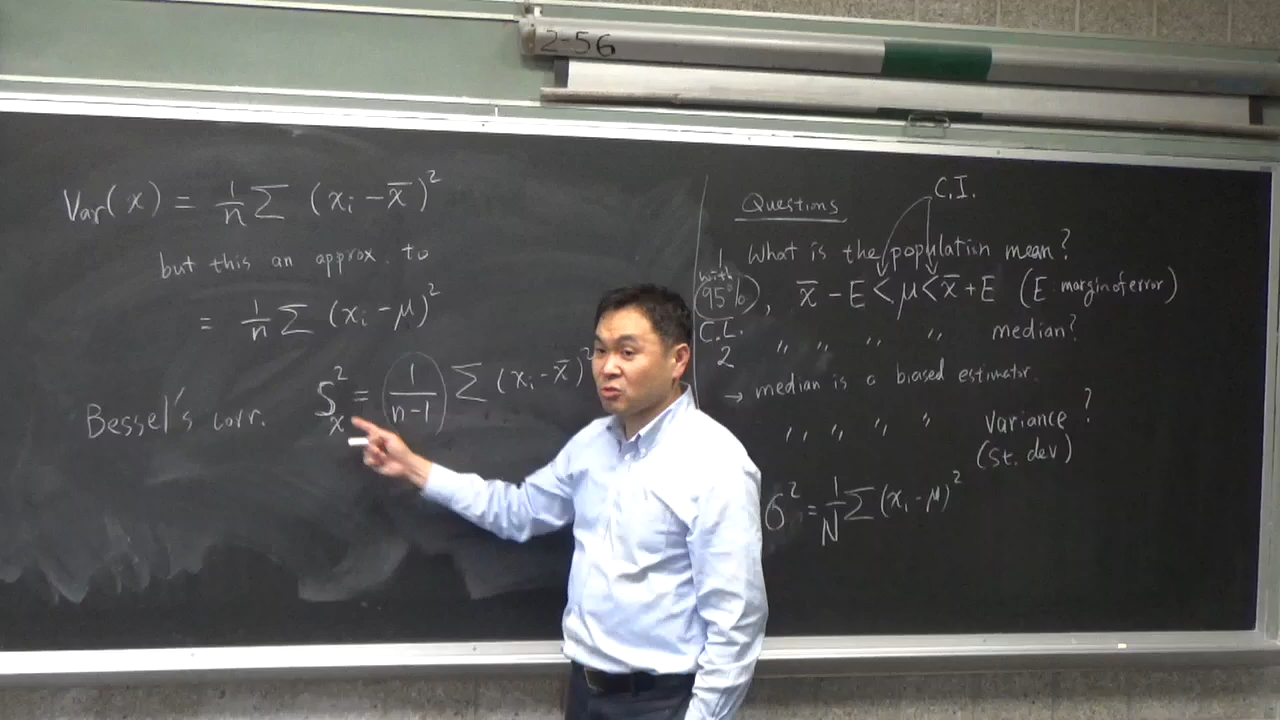 2-56
Var(x) = 1/n Σ (xᵢ - x̄)²
but this an approx. to
= 1/n Σ (xᵢ - μ)²
Bessel's corr. Sₓ² = (1/(n-1)) Σ (xᵢ - x̄)²
Questions
C.I.
1 What is the population mean?
with 95% C.L., x̄ - E < μ < x̄ + E (E: margin of error)
2 〃 〃 〃 〃 median?
→ median is a biased estimator.
〃 〃 〃 〃 Variance?
(St. dev)
σ² = 1/N Σ (xᵢ - μ)²